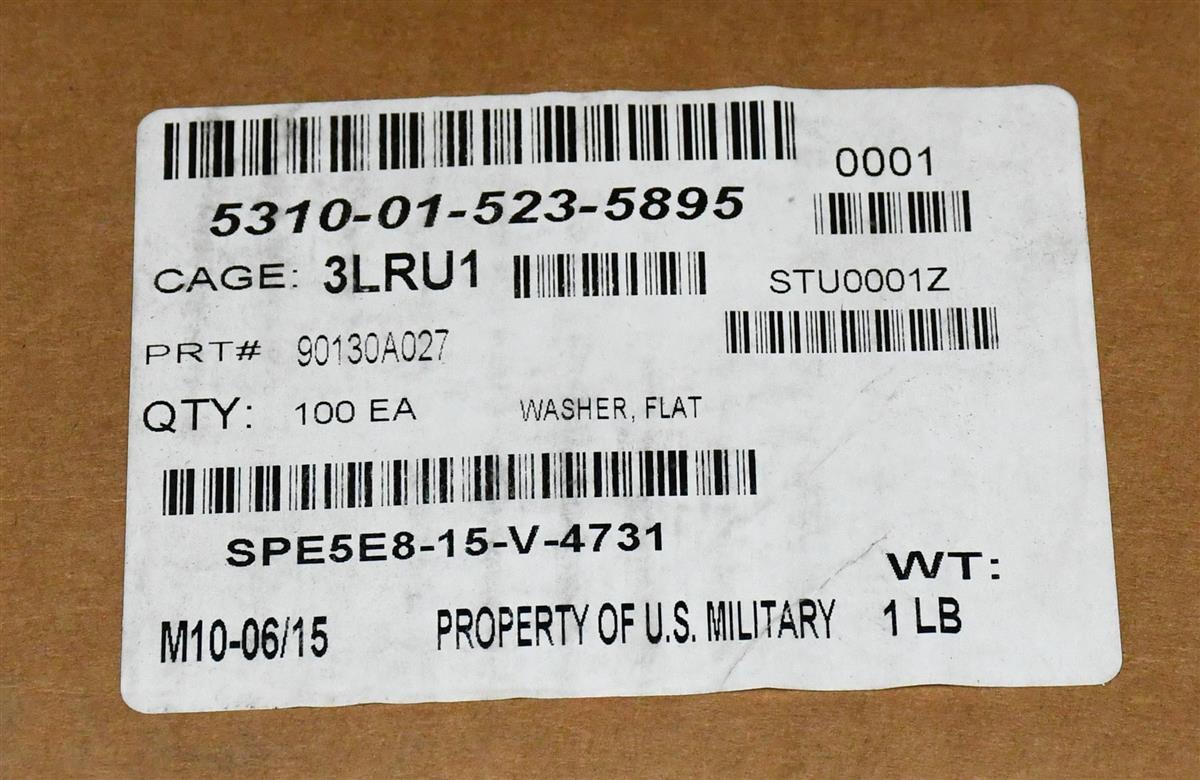 5310-01-523-5895
0001
CAGE: 3LRU1
STU0001Z
PRT# 90130A027
QTY: 100 EA WASHER, FLAT
SPE5E8-15-V-4731
WT:
M10-06/15 PROPERTY OF U.S. MILITARY 1 LB